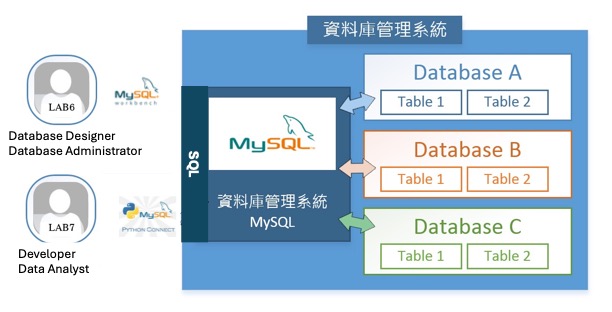 資料庫管理系統
LAB6
MySQL
workbench
Database Designer
Database Administrator
LAB7
MySQL
PYTHON CONNECT
Developer
Data Analyst
SQL
MySQL
資料庫管理系統
MySQL
Database A
Table 1 Table 2
Database B
Table 1 Table 2
Database C
Table 1 Table 2